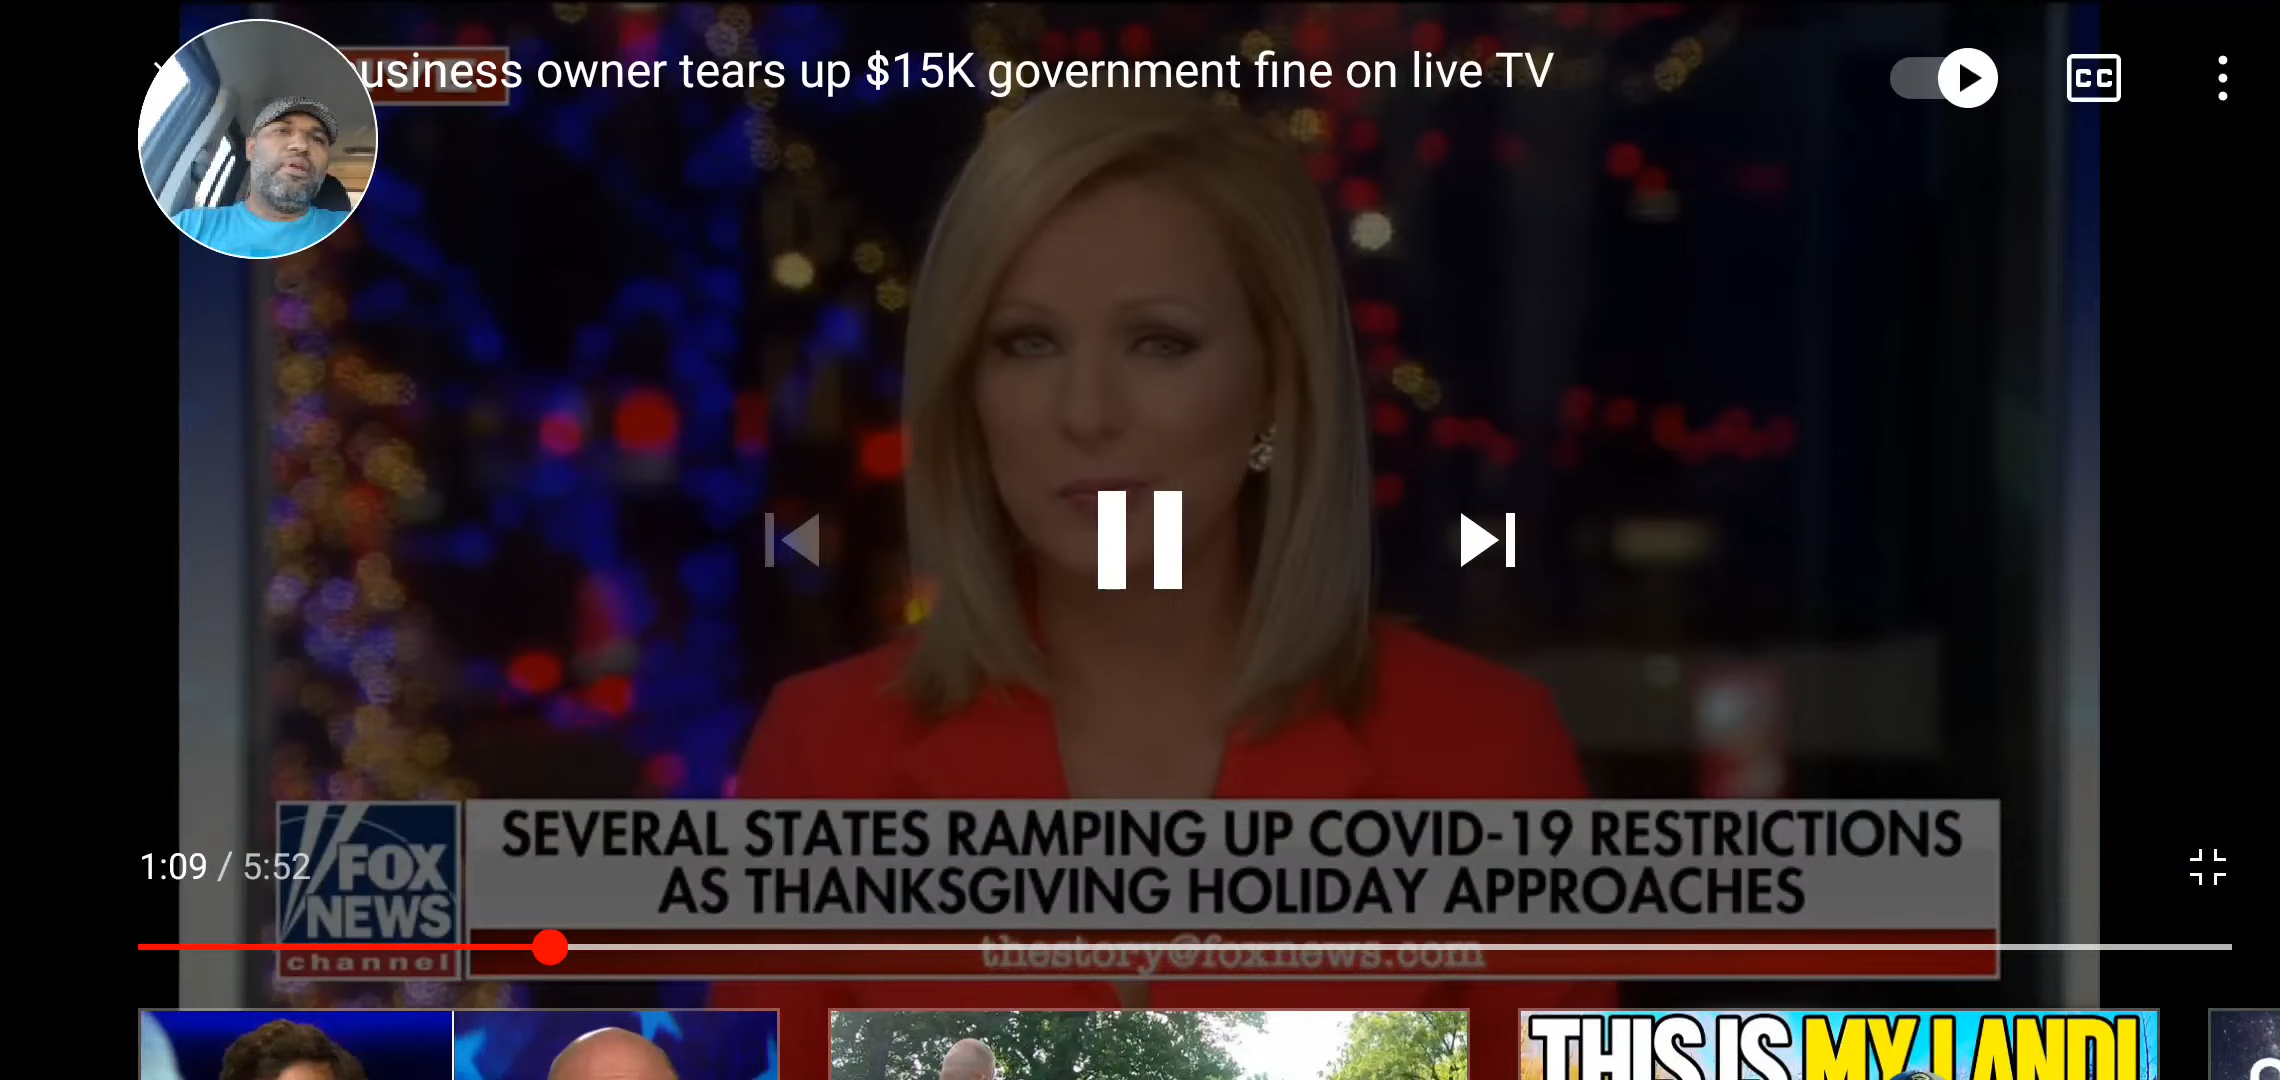 usiness owner tears up $15K government fine on live TV
CC
SEVERAL STATES RAMPING UP COVID-19 RESTRICTIONS
AS THANKSGIVING HOLIDAY APPROACHES
1:09 / 5:52
FOX
NEWS
channel
thestory@foxnews.com
THIS IS MY LAND!